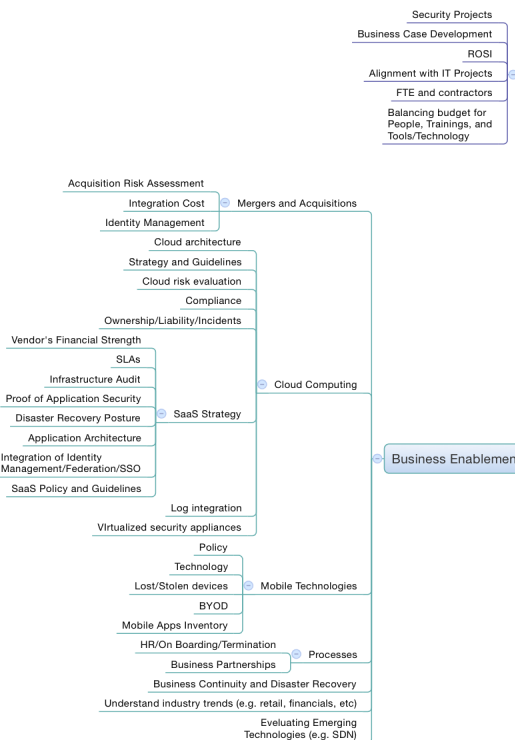 Security Projects
Business Case Development
ROSI
Alignment with IT Projects
FTE and contractors
Balancing budget for
People, Trainings, and
Tools/Technology
Acquisition Risk Assessment
Integration Cost
Identity Management
Mergers and Acquisitions
Cloud architecture
Strategy and Guidelines
Cloud risk evaluation
Compliance
Ownership/Liability/Incidents
Vendor's Financial Strength
SLAs
Infrastructure Audit
Proof of Application Security
Disaster Recovery Posture
Application Architecture
Integration of Identity
Management/Federation/SSO
SaaS Policy and Guidelines
SaaS Strategy
Log integration
VIrtualized security appliances
Cloud Computing
Business Enablemen
Policy
Technology
Lost/Stolen devices
BYOD
Mobile Apps Inventory
Mobile Technologies
HR/On Boarding/Termination
Business Partnerships
Processes
Business Continuity and Disaster Recovery
Understand industry trends (e.g. retail, financials, etc)
Eveluating Emerging
Technologies (e.g. SDN)